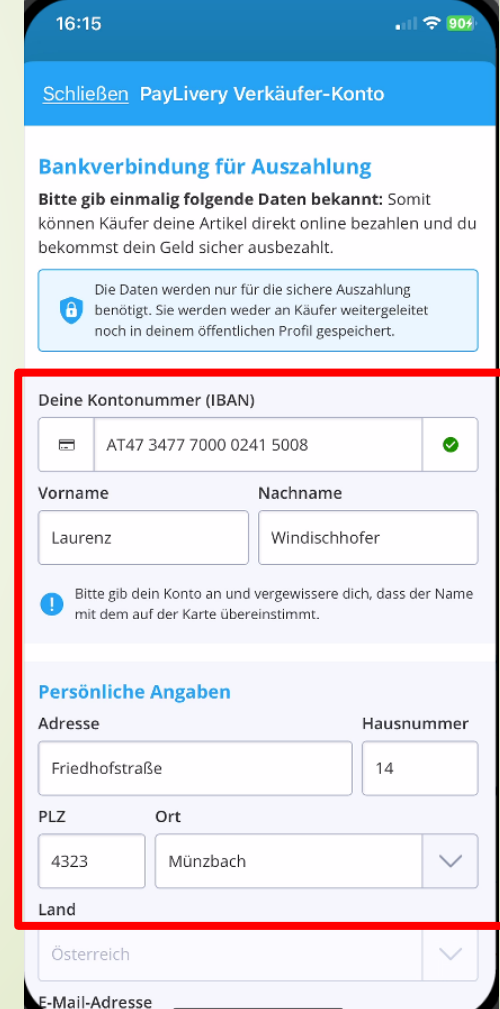 16:15
90
Schließen PayLivery Verkäufer-Konto
Bankverbindung für Auszahlung
Bitte gib einmalig folgende Daten bekannt: Somit
können Käufer deine Artikel direkt online bezahlen und du
bekommst dein Geld sicher ausbezahlt.
Die Daten werden nur für die sichere Auszahlung
benötigt. Sie werden weder an Käufer weitergeleitet
noch in deinem öffentlichen Profil gespeichert.
Deine Kontonummer (IBAN)
AT47 3477 7000 0241 5008
Vorname Nachname
Laurenz Windischhofer
Bitte gib dein Konto an und vergewissere dich, dass der Name
mit dem auf der Karte übereinstimmt.
Persönliche Angaben
Adresse Hausnummer
Friedhofstraße 14
PLZ Ort
4323 Münzbach
Land
Österreich
E-Mail-Adresse